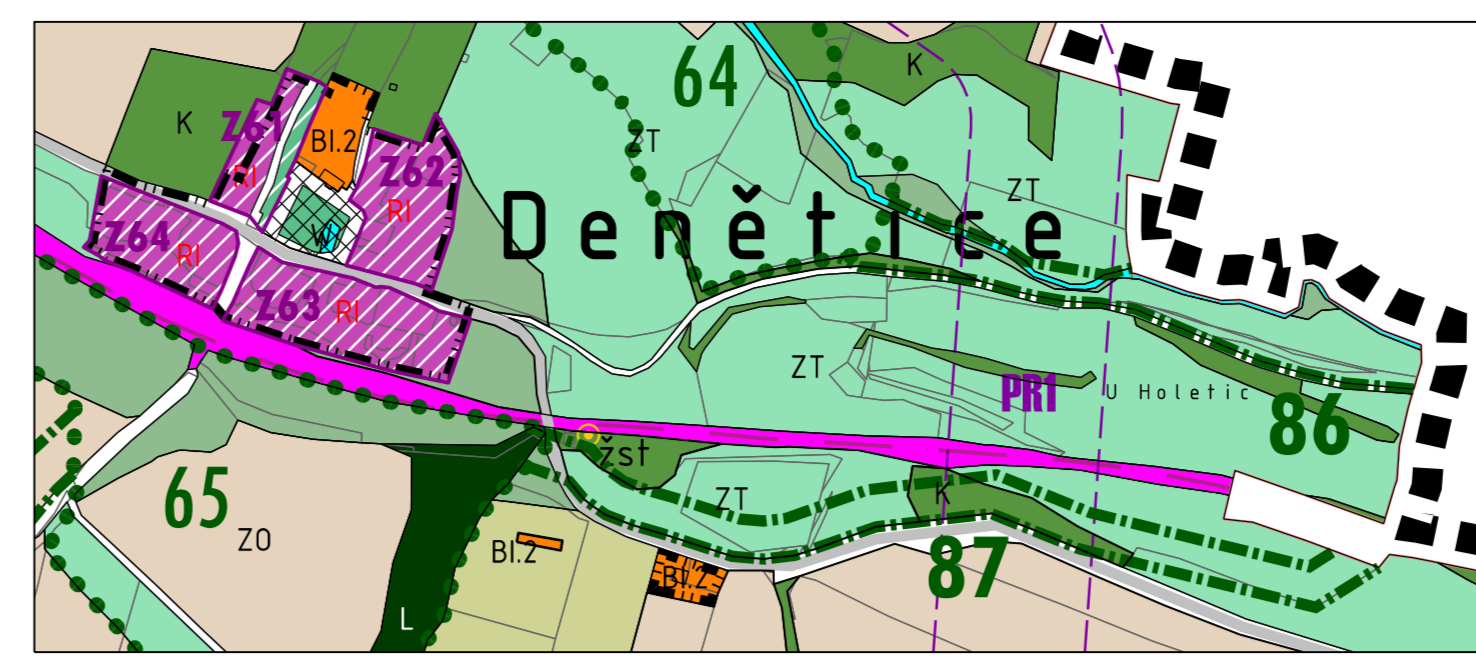 64
K
K
Z61
BI.2
ZT
Z62
RI
ZT
RI
Denětice
W
Z64
RI
Z63
RI
ZT
PR1
U Holetic
86
žst
65
ZT
K
ZO
BI.2
87
BI.2
L